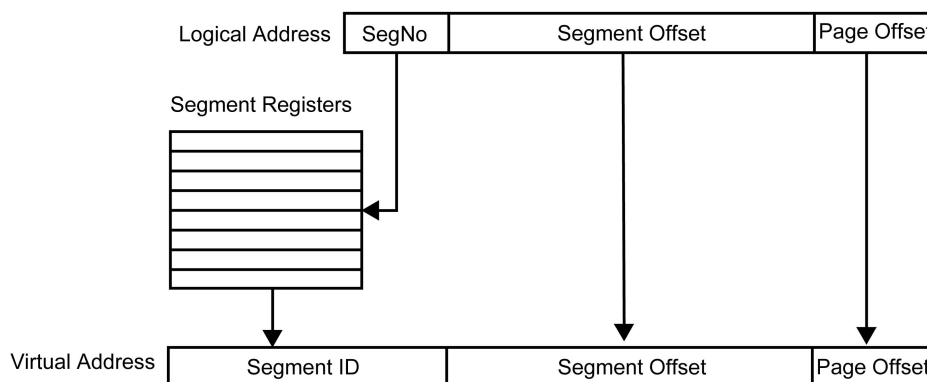 Logical Address SegNo Segment Offset Page Offset
Segment Registers
Virtual Address Segment ID Segment Offset Page Offset